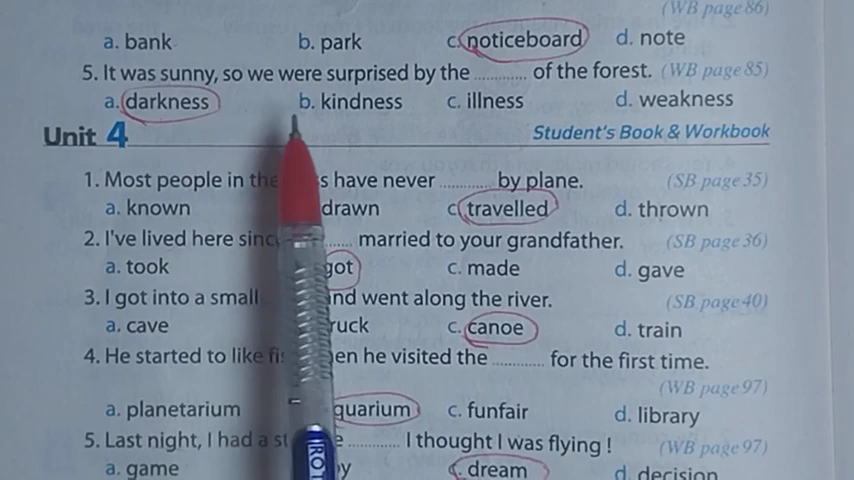 (WB page 86)
a. bank b. park c. noticeboard d. note
5. It was sunny, so we were surprised by the ............ of the forest. (WB page 85)
a. darkness b. kindness c. illness d. weakness
Unit 4 Student's Book & Workbook
1. Most people in the s have never ............ by plane. (SB page 35)
a. known drawn c. travelled d. thrown
2. I've lived here sinc ...... married to your grandfather. (SB page 36)
a. took got c. made d. gave
3. I got into a small nd went along the river. (SB page 40)
a. cave ruck c. canoe d. train
4. He started to like fi en he visited the ............ for the first time.
(WB page 97)
a. planetarium quarium c. funfair d. library
5. Last night, I had a st e ............ I thought I was flying ! (WB page 97)
a. game y c. dream d. decision
ROT